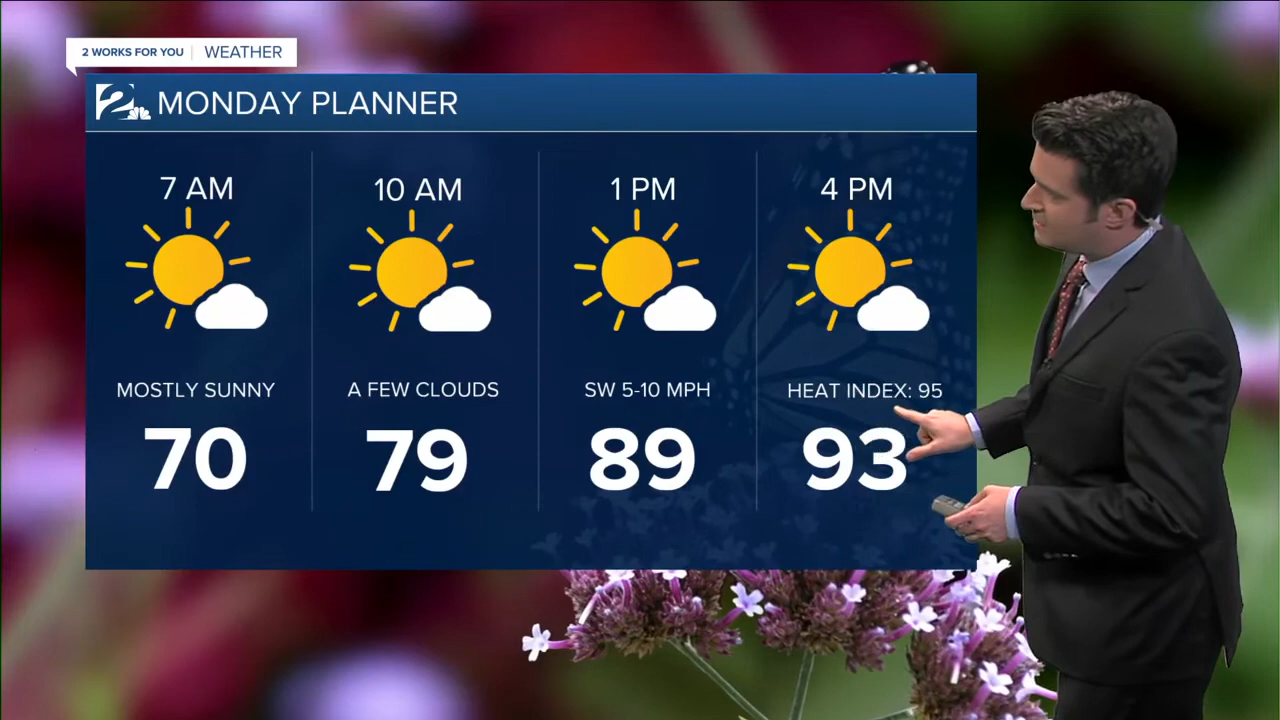 2 WORKS FOR YOU | WEATHER
2 MONDAY PLANNER
7 AM 10 AM 1 PM 4 PM
MOSTLY SUNNY A FEW CLOUDS SW 5-10 MPH HEAT INDEX: 95
70 79 89 93